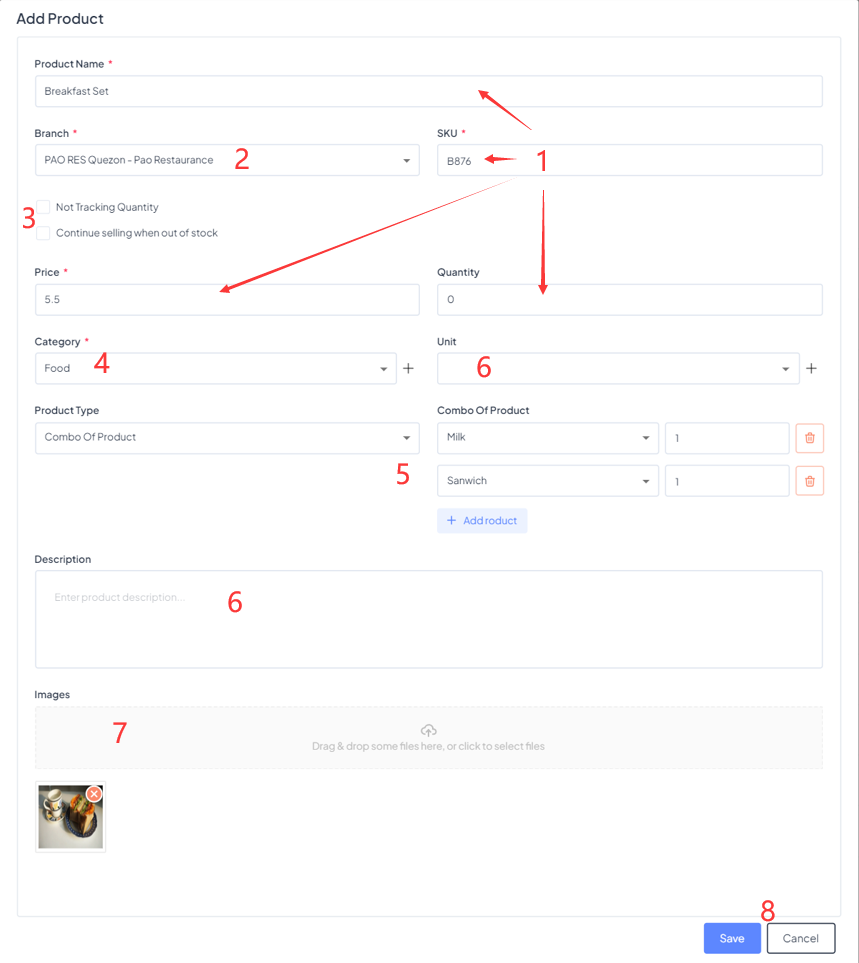 Add Product
Product Name *
Breakfast Set
Branch * SKU *
PAO RES Quezon - Pao Restaurance 2 B876 1
3 Not Tracking Quantity
Continue selling when out of stock
Price * Quantity
5.5 0
Category * Unit
Food 4 + 6 +
Product Type Combo Of Product
Combo Of Product Milk 1
5 Sanwich 1
+ Add roduct
Description
Enter product description... 6
Images
7
Drag & drop some files here, or click to select files
8
Save Cancel